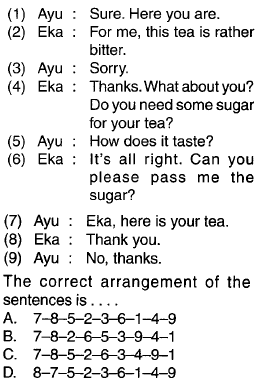 (1) Ayu : Sure. Here you are.
(2) Eka : For me, this tea is rather
bitter.
(3) Ayu : Sorry.
(4) Eka : Thanks. What about you?
Do you need some sugar
for your tea?
(5) Ayu : How does it taste?
(6) Eka : It's all right. Can you
please pass me the
sugar?
(7) Ayu : Eka, here is your tea.
(8) Eka : Thank you.
(9) Ayu : No, thanks.
The correct arrangement of the
sentences is . . . .
A. 7–8–5–2–3–6–1–4–9
B. 7–8–2–6–5–3–9–4–1
C. 7–8–5–2–6–3–4–9–1
D. 8–7–5–2–3–6–1–4–9